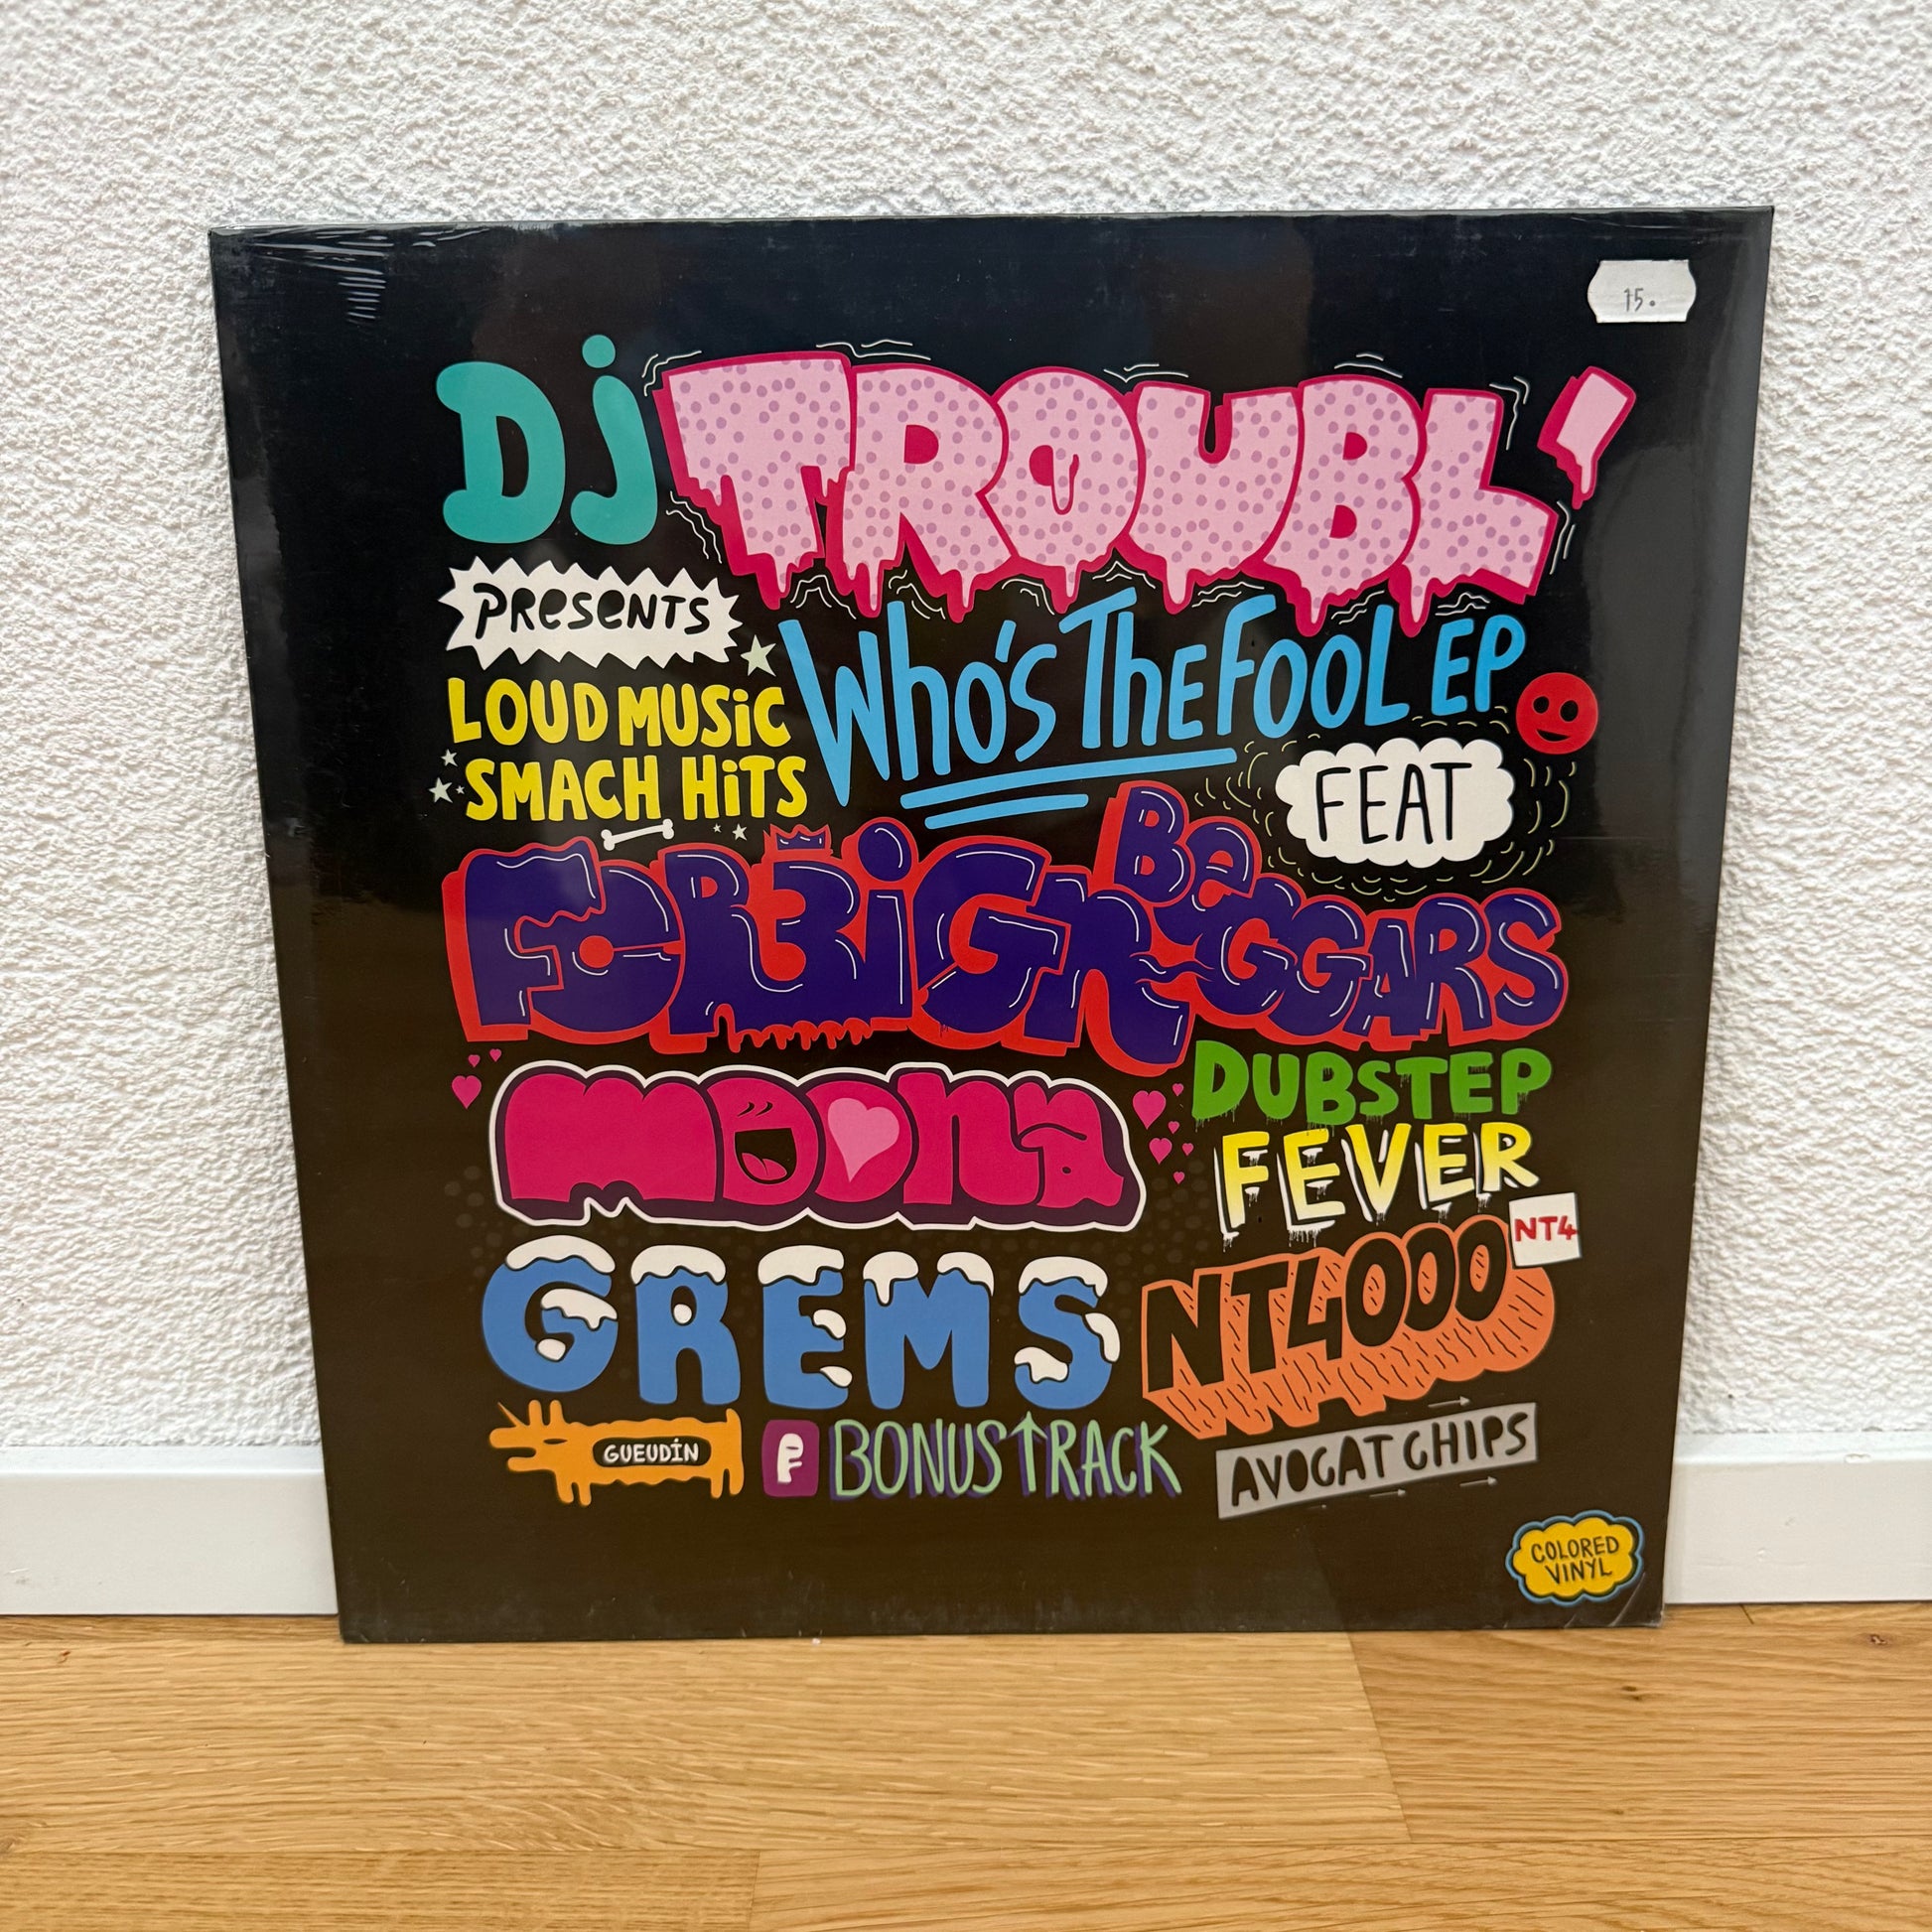 15.
Dj TROUBL'
PRESENTS
LOUD MUSIC
SMACH HiTS
Who's The FOOL EP
FEAT
FOREIGN BeGGARS
moona
DUBSTEP
FEVER
GREMS
NT4000
NT4
GUEUDIN
BONUS TRACK
AVOCAT CHIPS
COLORED
VINYL